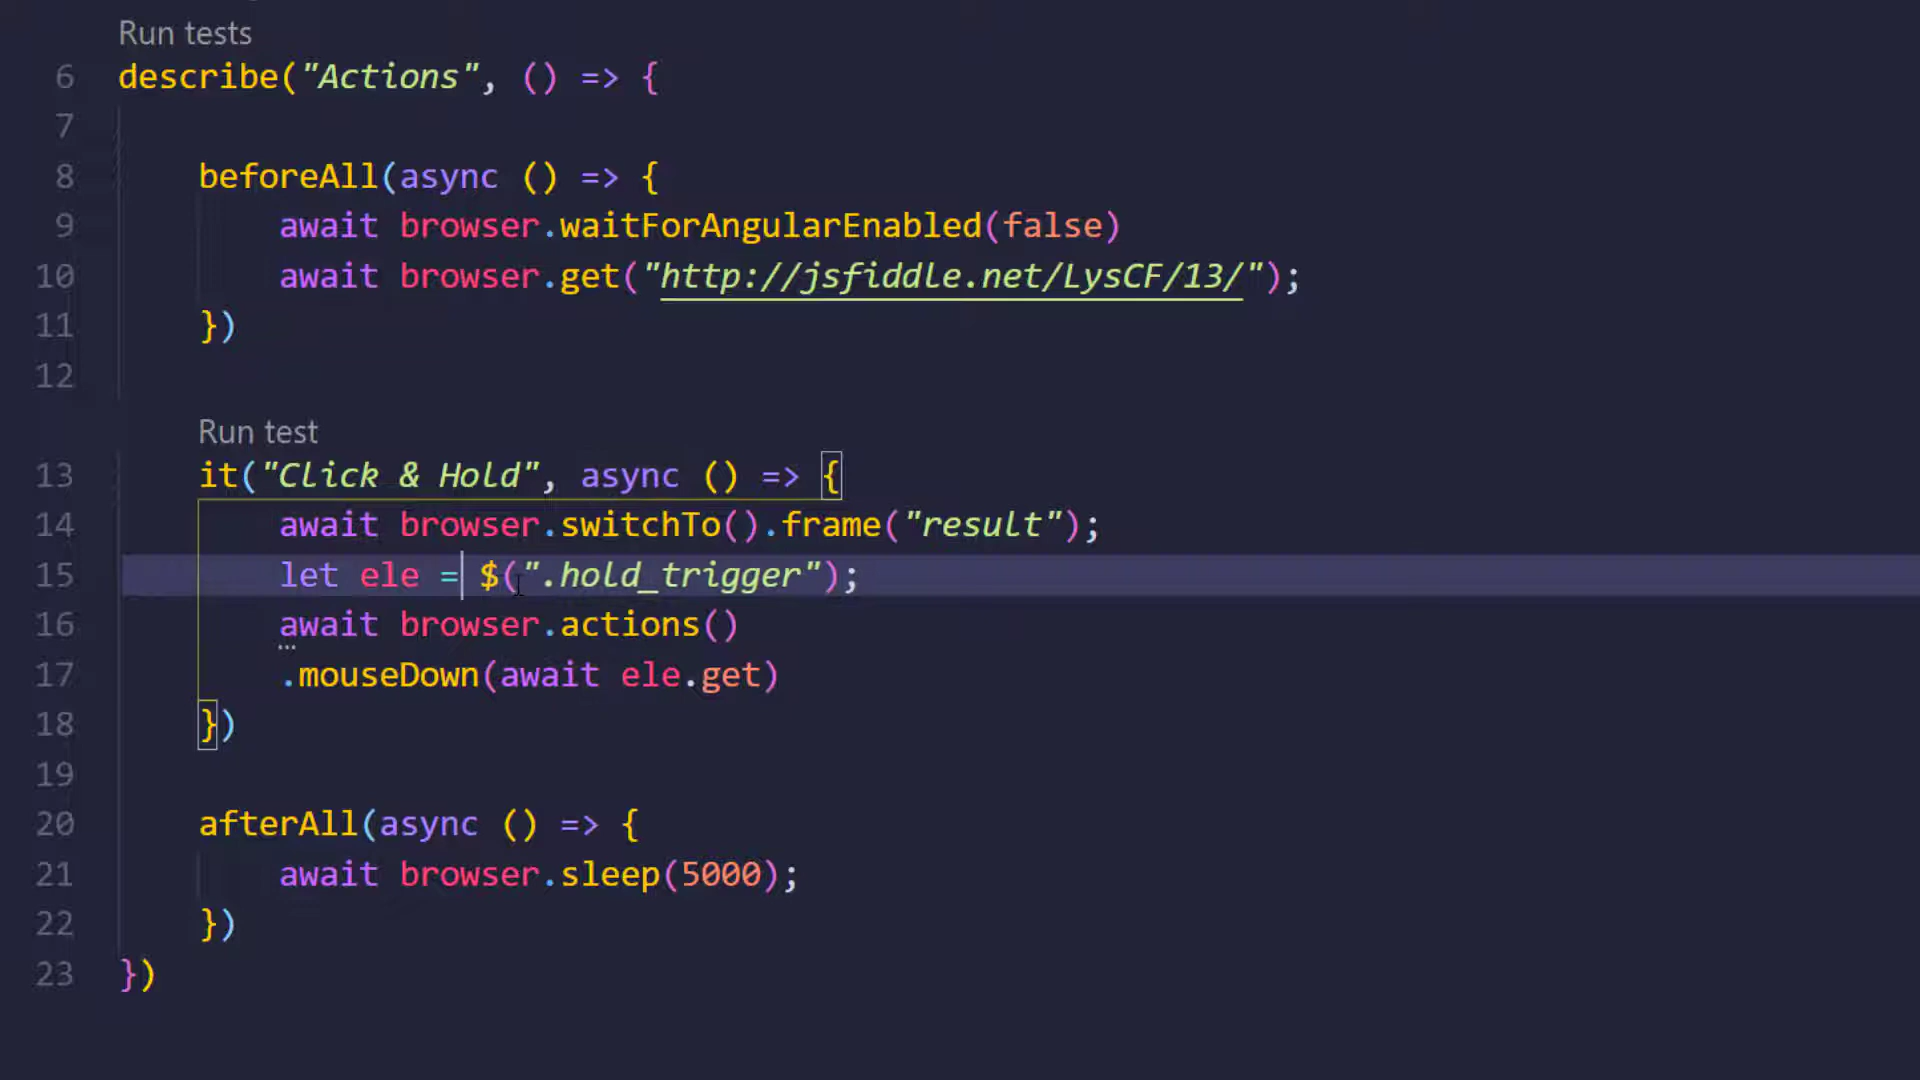 Run tests
6 describe("Actions", () => {
7
8 beforeAll(async () => {
9 await browser.waitForAngularEnabled(false)
10 await browser.get("http://jsfiddle.net/LysCF/13/");
11 })
12
Run test
13 it("Click & Hold", async () => {
14 await browser.switchTo().frame("result");
15 let ele = $(".hold_trigger");
16 await browser.actions()
17 .mouseDown(await ele.get)
18 })
19
20 afterAll(async () => {
21 await browser.sleep(5000);
22 })
23 })